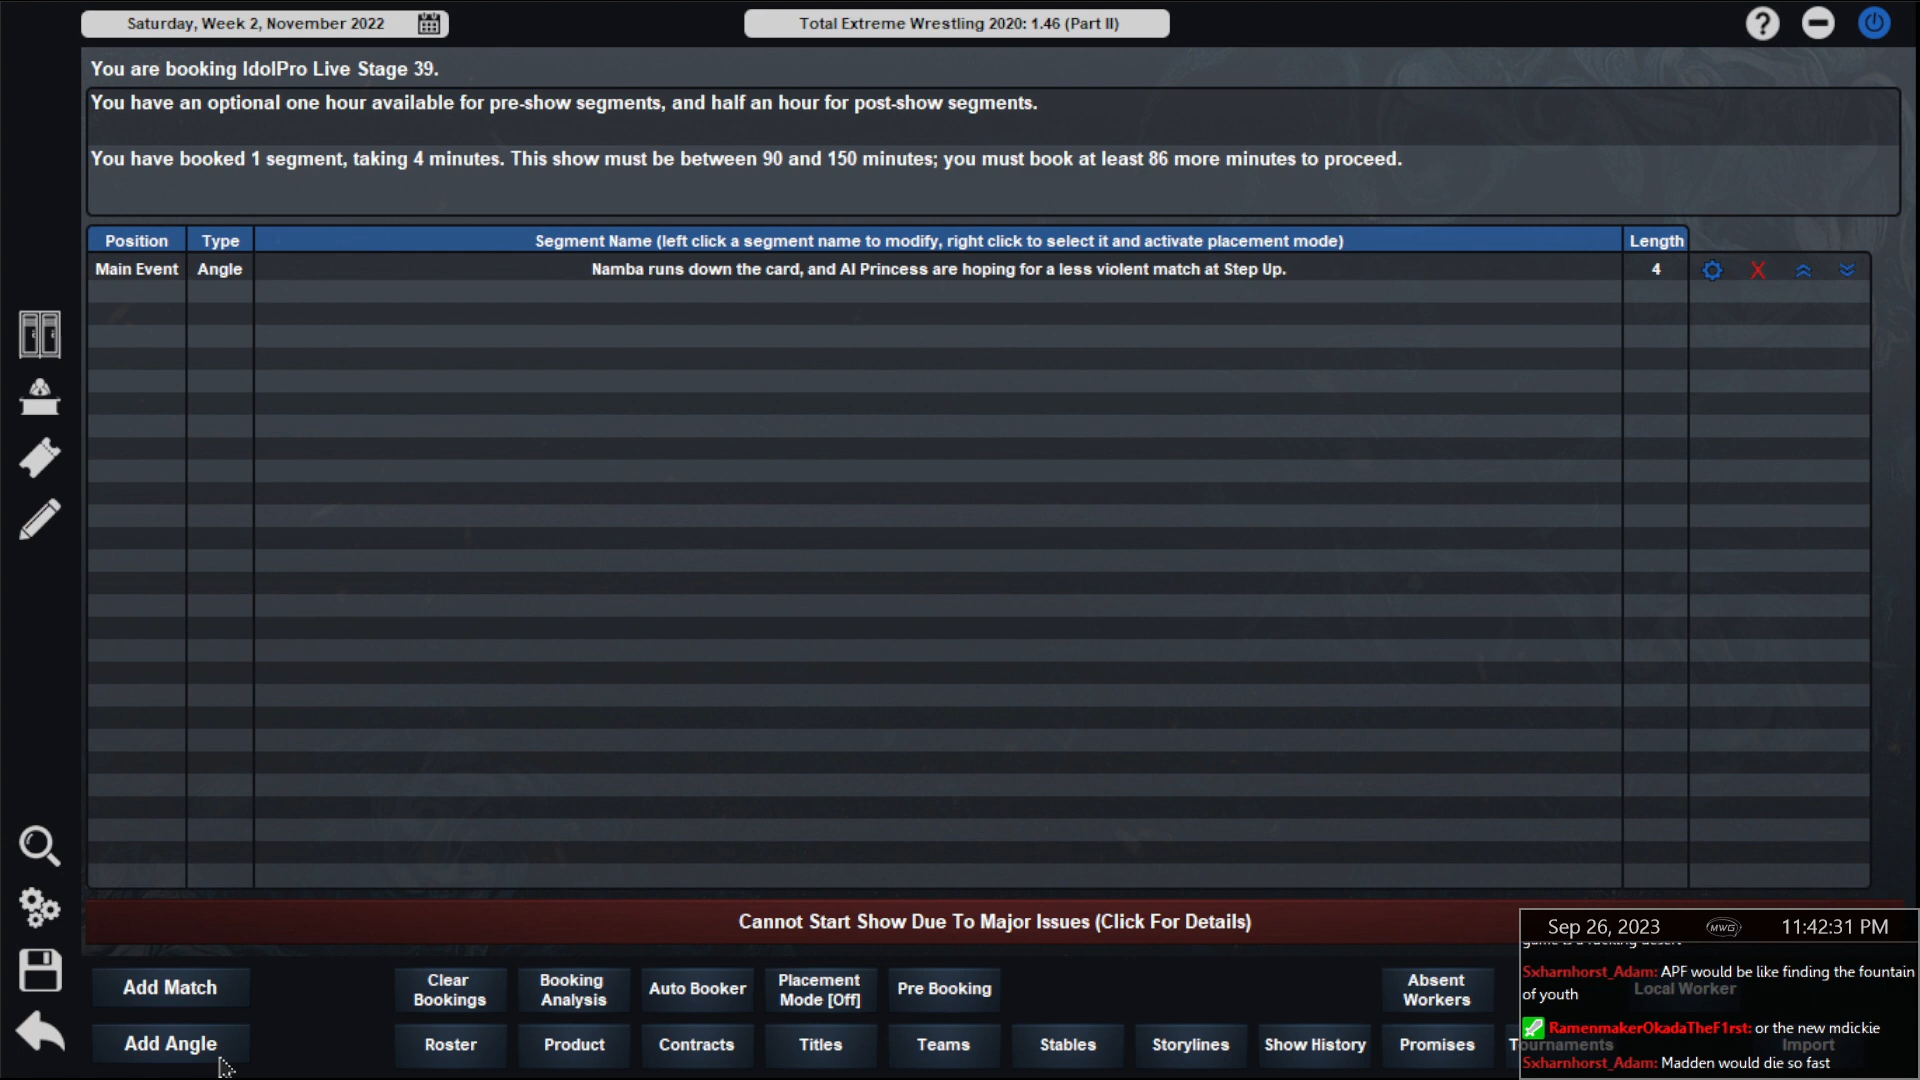 Saturday, Week 2, November 2022
Total Extreme Wrestling 2020: 1.46 (Part II)
You are booking IdolPro Live Stage 39.
You have an optional one hour available for pre-show segments, and half an hour for post-show segments.
You have booked 1 segment, taking 4 minutes. This show must be between 90 and 150 minutes; you must book at least 86 more minutes to proceed.
Position Type Segment Name (left click a segment name to modify, right click to select it and activate placement mode) Length
Main Event Angle Namba runs down the card, and AI Princess are hoping for a less violent match at Step Up. 4
X
Cannot Start Show Due To Major Issues (Click For Details)
Add Match
Clear Bookings
Booking Analysis
Auto Booker
Placement Mode [Off]
Pre Booking
Absent Workers
Local Worker
Add Angle
Roster
Product
Contracts
Titles
Teams
Stables
Storylines
Show History
Promises
Tournaments
Import
Sep 26, 2023 MWG 11:42:31 PM
Sxharnhorst_Adam: APF would be like finding the fountain
of youth
RamenmakerOkadaTheF1rst: or the new mdickie
Sxharnhorst_Adam: Madden would die so fast